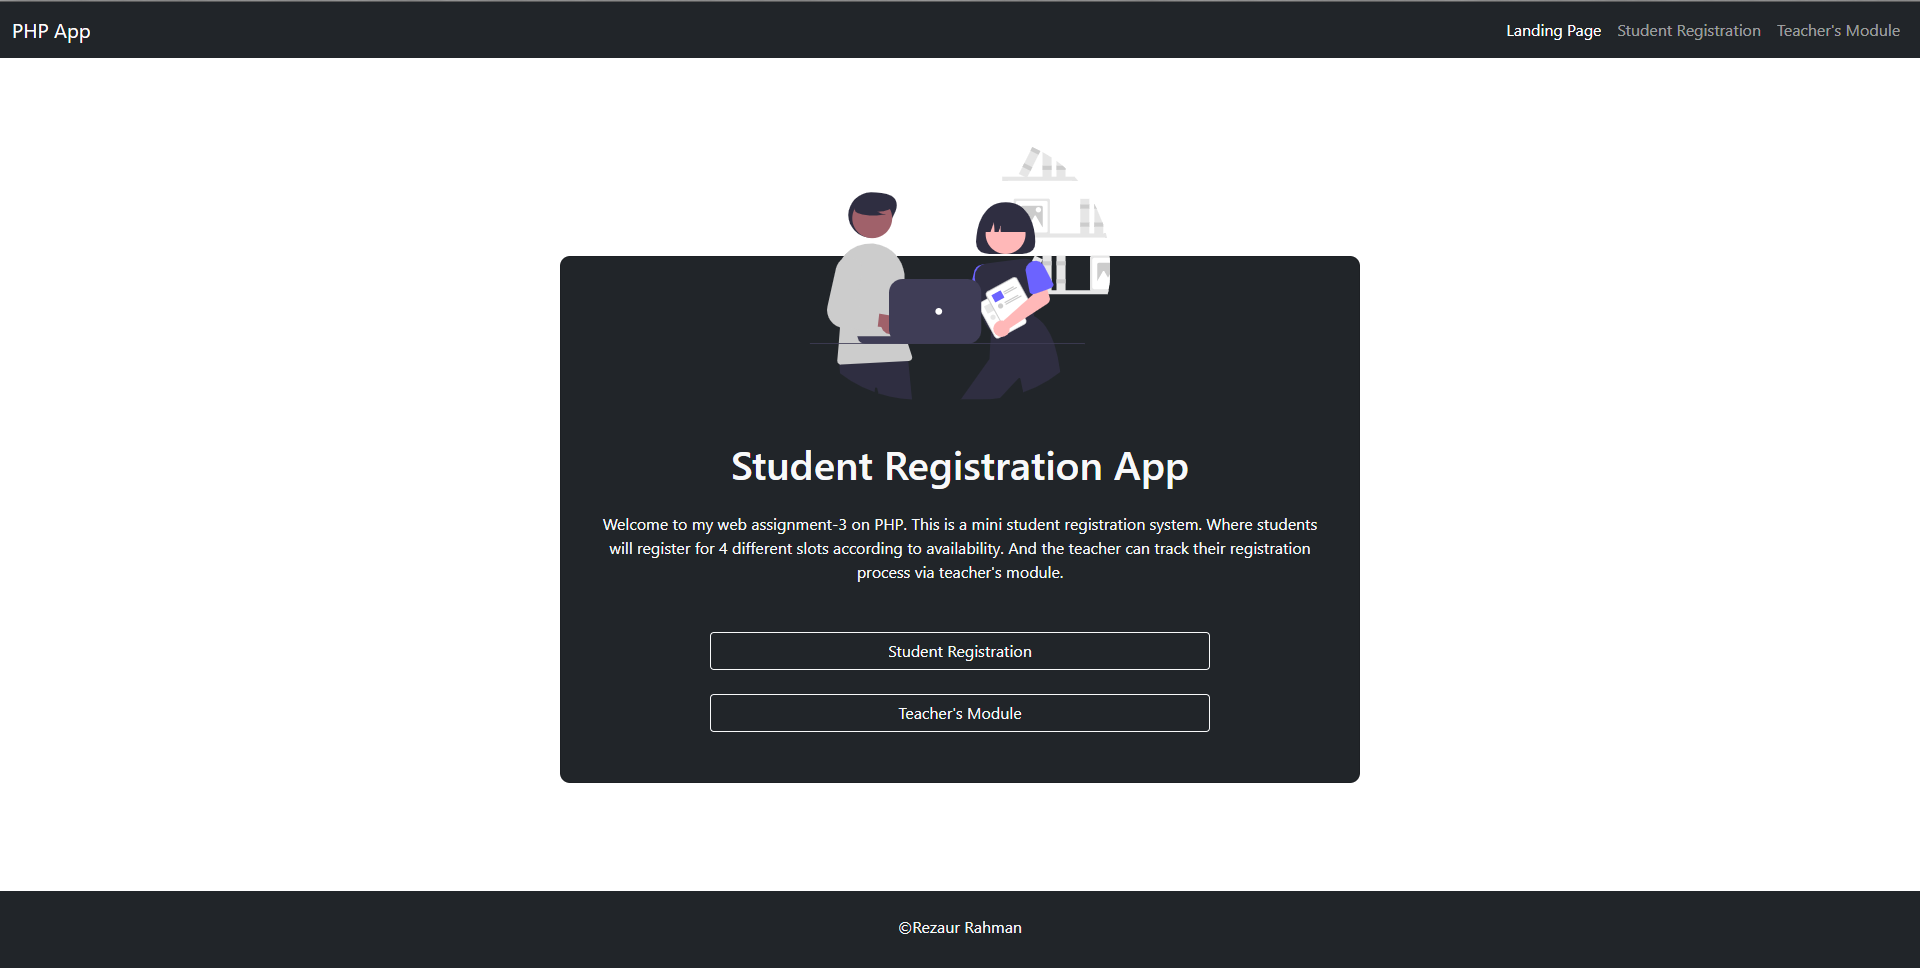 PHP App
Landing Page Student Registration Teacher's Module
Student Registration App
Welcome to my web assignment-3 on PHP. This is a mini student registration system. Where students
will register for 4 different slots according to availability. And the teacher can track their registration
process via teacher's module.
Student Registration
Teacher's Module
©Rezaur Rahman